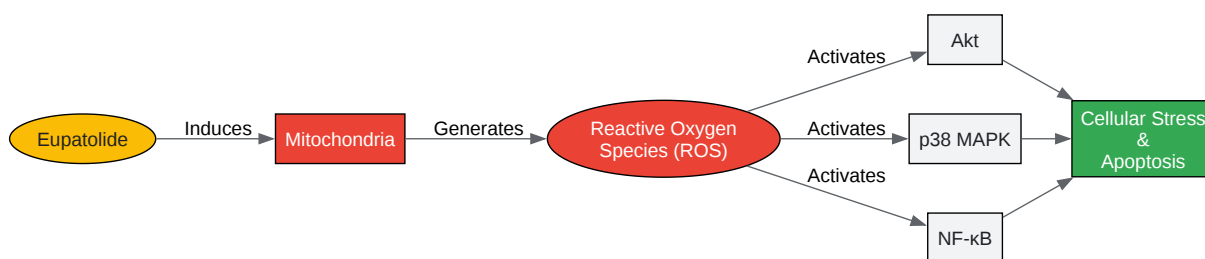 Eupatolide
Induces
Mitochondria
Generates
Reactive Oxygen
Species (ROS)
Activates
Activates
Activates
Akt
p38 MAPK
NF-κB
Cellular Stress
&
Apoptosis